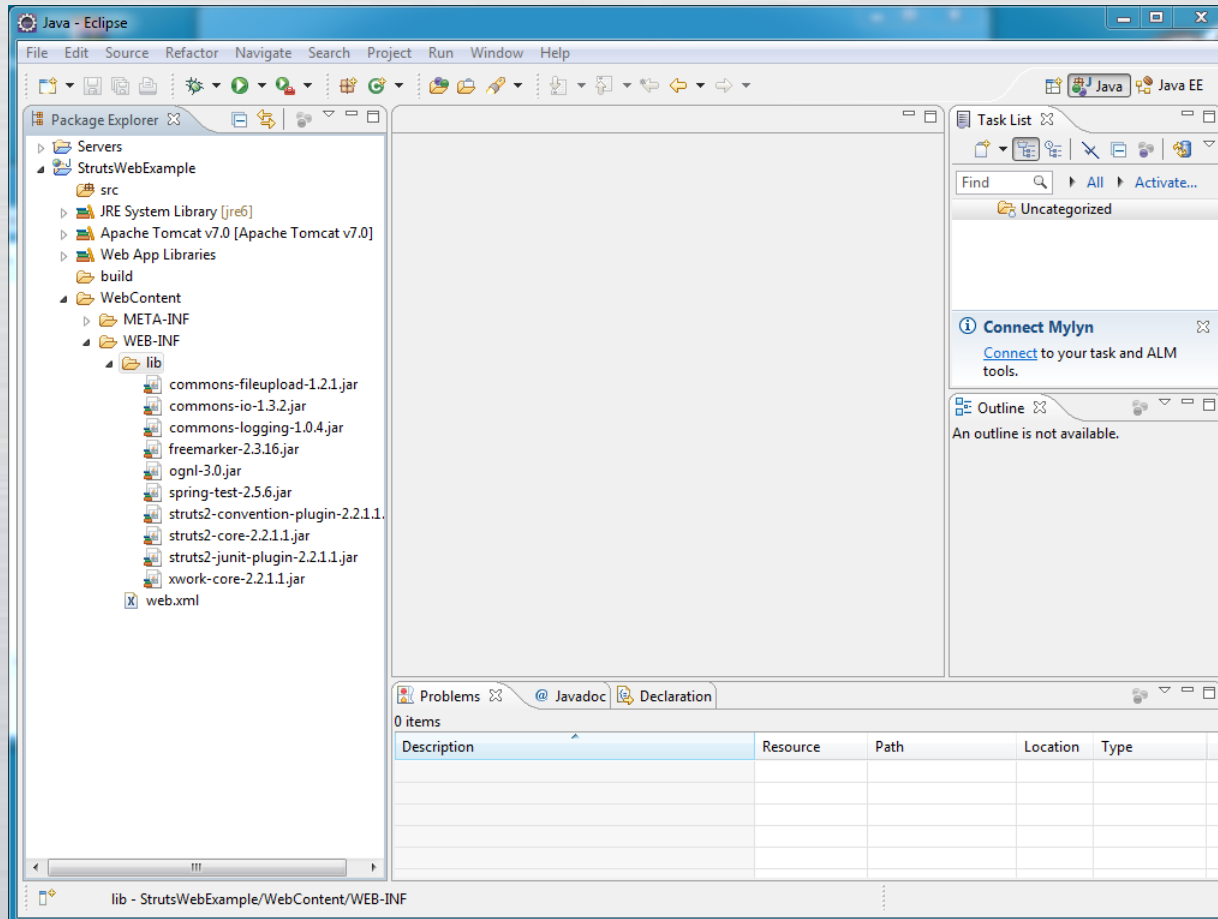 Java - Eclipse
File Edit Source Refactor Navigate Search Project Run Window Help
Java Java EE
Package Explorer
Servers
StrutsWebExample
src
JRE System Library [jre6]
Apache Tomcat v7.0 [Apache Tomcat v7.0]
Web App Libraries
build
WebContent
META-INF
WEB-INF
lib
commons-fileupload-1.2.1.jar
commons-io-1.3.2.jar
commons-logging-1.0.4.jar
freemarker-2.3.16.jar
ognl-3.0.jar
spring-test-2.5.6.jar
struts2-convention-plugin-2.2.1.1.
struts2-core-2.2.1.1.jar
struts2-junit-plugin-2.2.1.1.jar
xwork-core-2.2.1.1.jar
web.xml
Task List
Find All Activate...
Uncategorized
Connect Mylyn
Connect to your task and ALM
tools.
Outline
An outline is not available.
Problems @ Javadoc Declaration
0 items
Description Resource Path Location Type
lib - StrutsWebExample/WebContent/WEB-INF